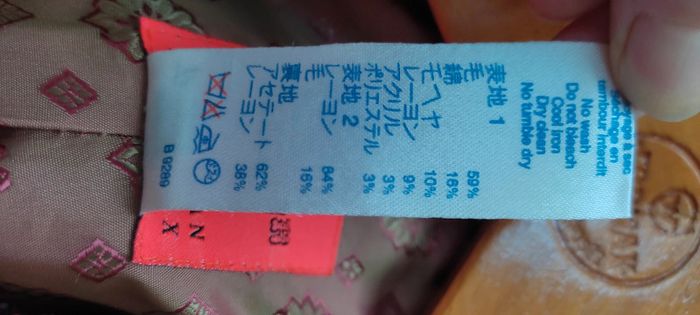 à sec
tambour interdit
No wash
Do not bleach
Cool iron
Dry clean
No tumble dry
表地 1
毛 59%
綿 16%
モヘヤ 10%
レーヨン 9%
アクリル 3%
ポリエステル 3%
表地 2
レーヨン 84%
毛 16%
裏地
アセテート 62%
レーヨン 38%
B 9289
N
X